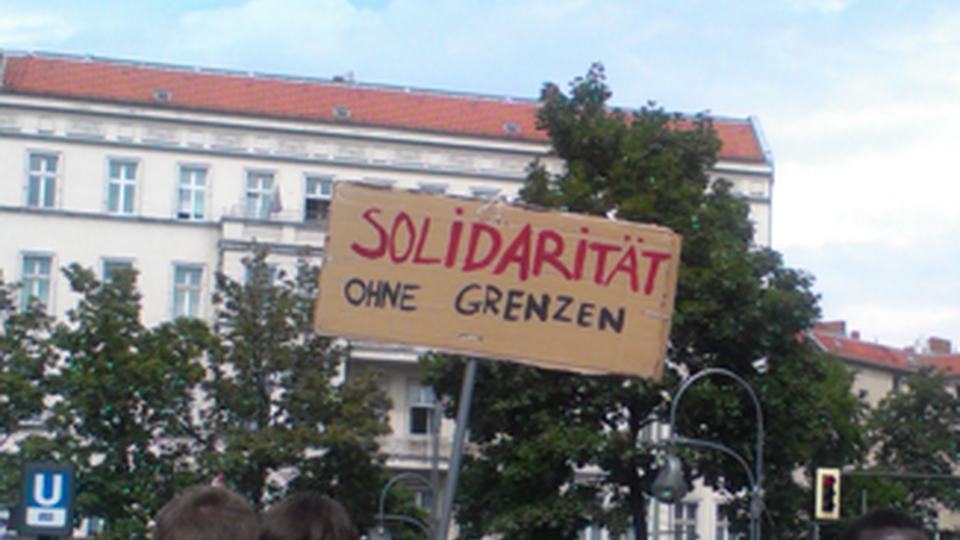 SOLIDARITÄT
OHNE GRENZEN
U